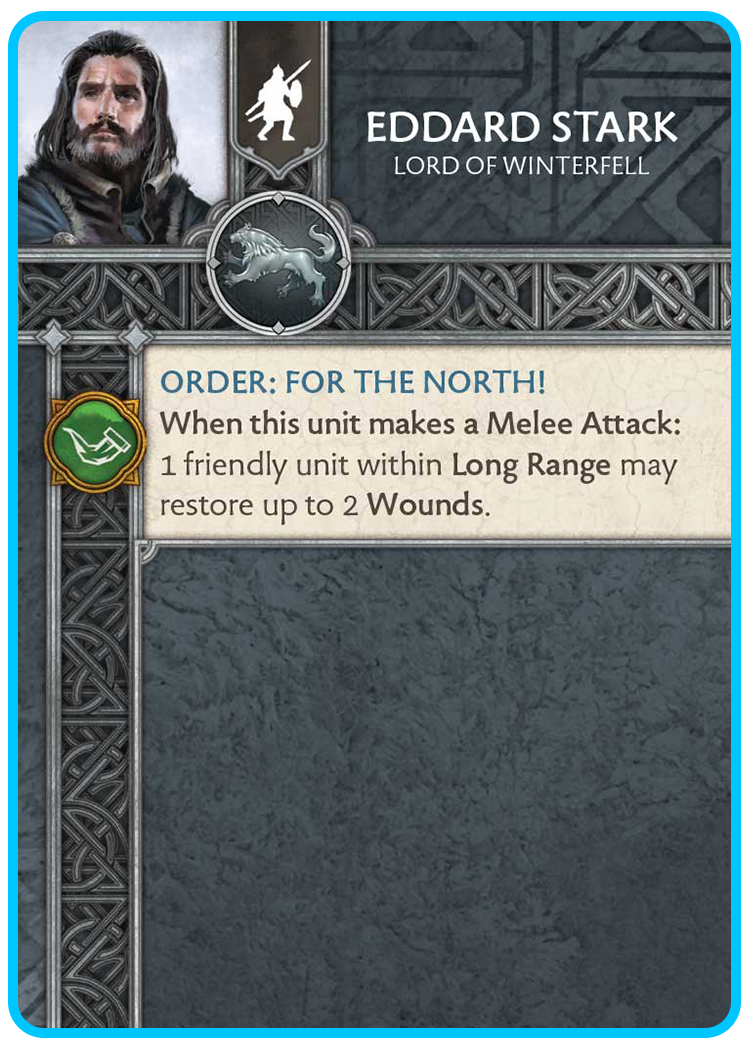 EDDARD STARK
LORD OF WINTERFELL
ORDER: FOR THE NORTH!
When this unit makes a Melee Attack:
1 friendly unit within Long Range may
restore up to 2 Wounds.